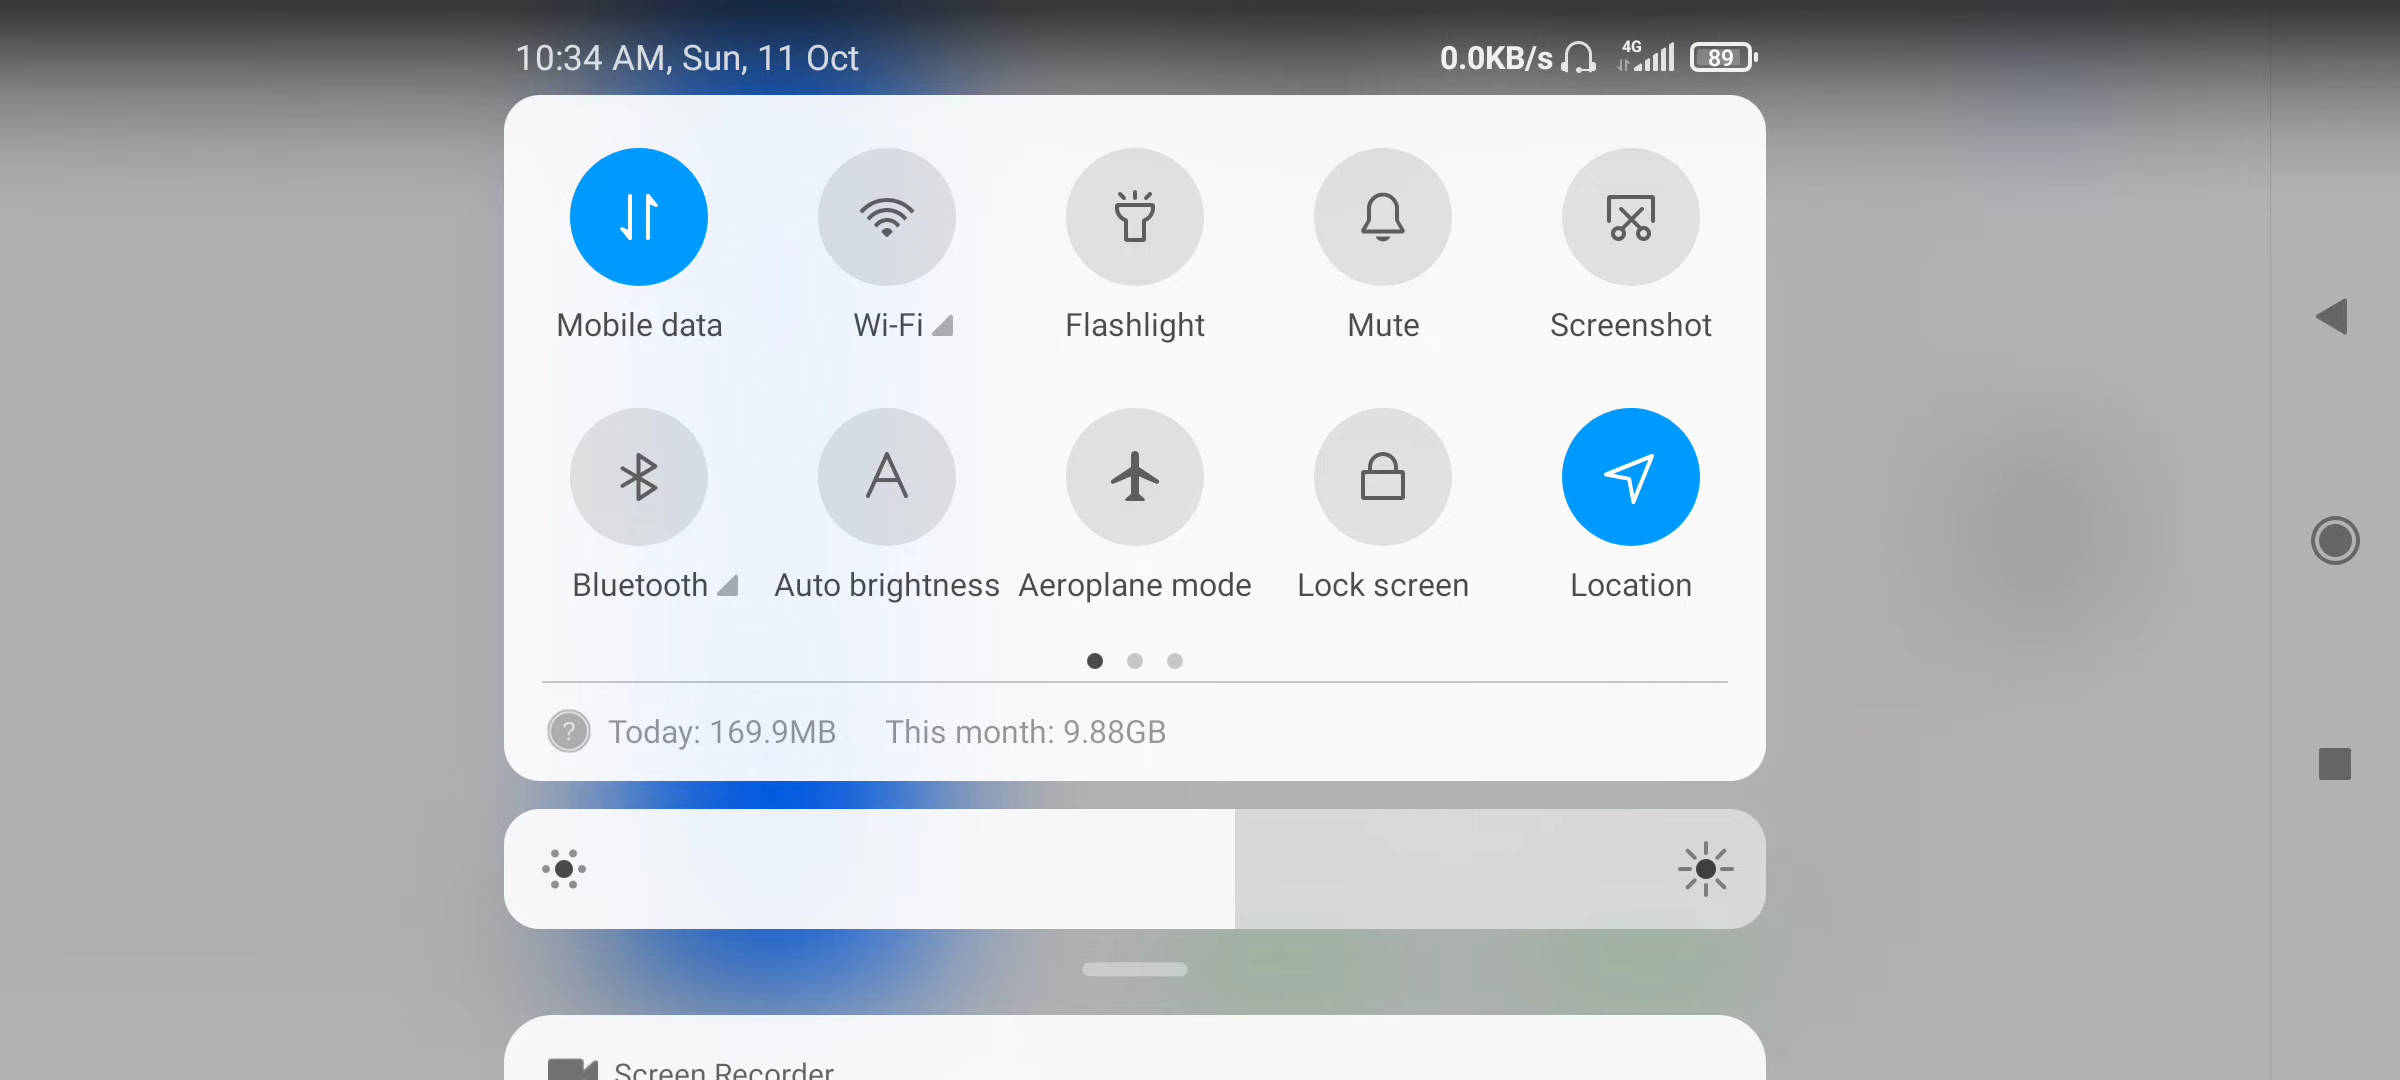 10:34 AM, Sun, 11 Oct 0.0KB/s 4G 89
Mobile data Wi-Fi Flashlight Mute Screenshot
Bluetooth Auto brightness Aeroplane mode Lock screen Location
? Today: 169.9MB This month: 9.88GB
Screen Recorder